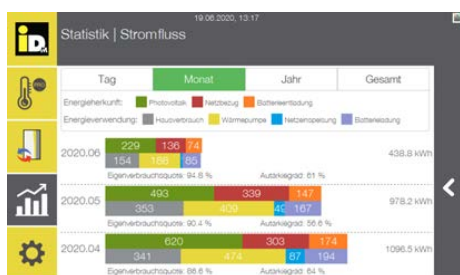 19.06.2020, 13:17
iDM
Statistik | Stromfluss
Tag Monat Jahr Gesamt
Energieherkunft: Photovoltaik Netzbezug Batterieentladung
Energieverwendung: Hausverbrauch Wärmepumpe Netzeinspeisung Batterieladung
229 136 74
2020.06 438.8 kWh
154 186 85
Eigenverbrauchsquote: 94.8 % Autarkiegrad: 61 %
493 339 147
2020.05 978.2 kWh
353 409 49 167
Eigenverbrauchsquote: 90.4 % Autarkiegrad: 56.6 %
620 303 174
2020.04 1096.5 kWh
341 474 87 194
Eigenverbrauchsquote: 86.6 % Autarkiegrad: 64 %